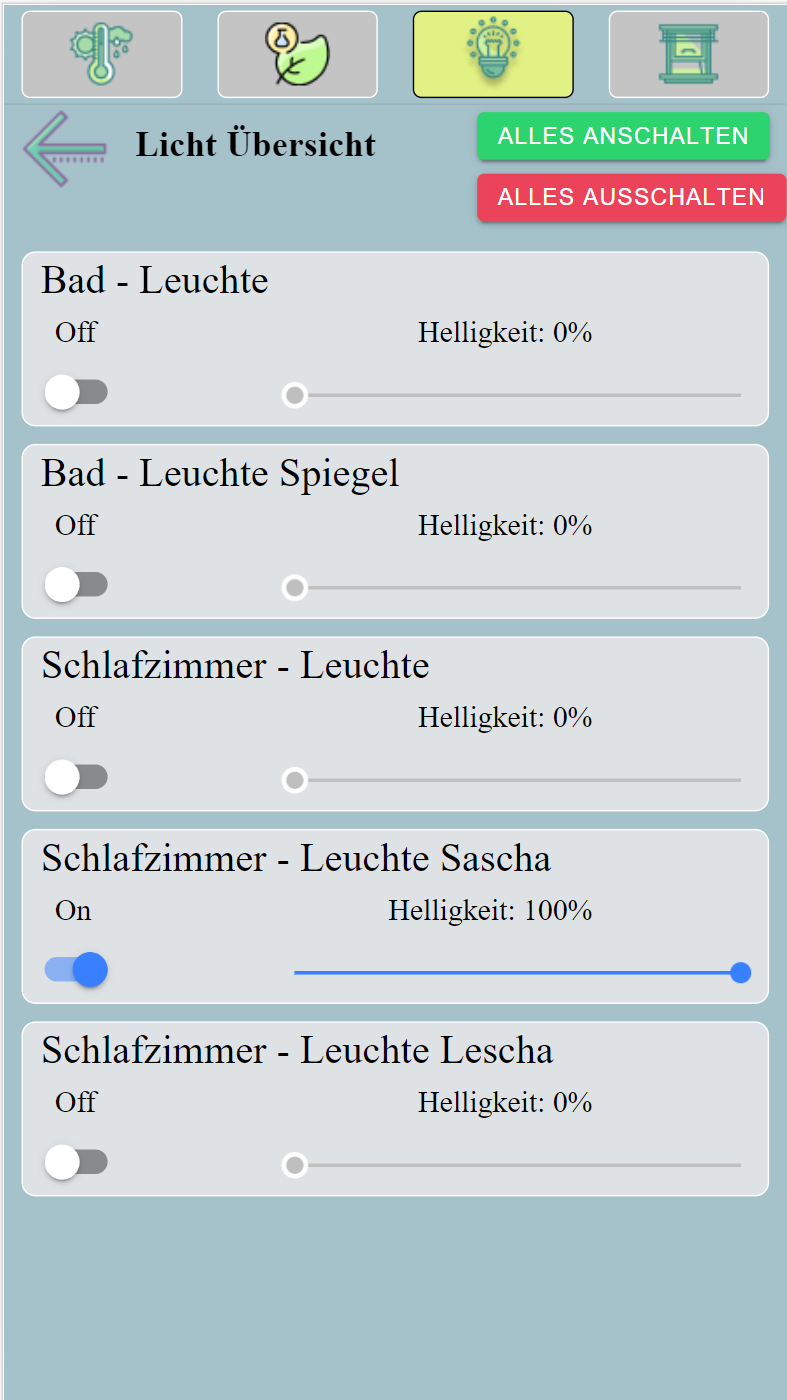 Licht Übersicht
ALLES ANSCHALTEN
ALLES AUSSCHALTEN
Bad - Leuchte
Off Helligkeit: 0%
Bad - Leuchte Spiegel
Off Helligkeit: 0%
Schlafzimmer - Leuchte
Off Helligkeit: 0%
Schlafzimmer - Leuchte Sascha
On Helligkeit: 100%
Schlafzimmer - Leuchte Lescha
Off Helligkeit: 0%